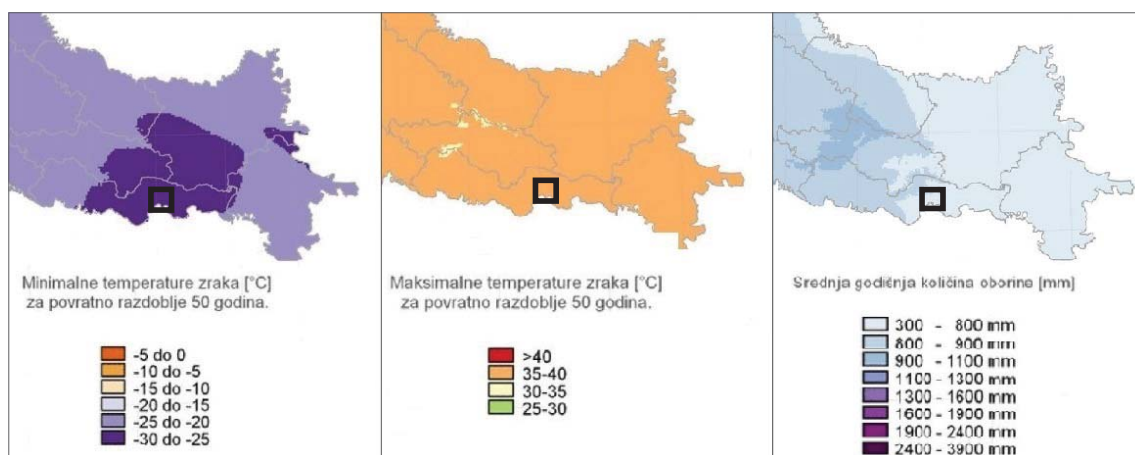 Minimalne temperature zraka [°C]
za povratno razdoblje 50 godina.
-5 do 0
-10 do -5
-15 do -10
-20 do -15
-25 do -20
-30 do -25
Maksimalne temperature zraka [°C]
za povratno razdoblje 50 godina.
>40
35-40
30-35
25-30
Srednja godičnja količina oborine [mm]
300 - 800 mm
800 - 900 mm
900 - 1100 mm
1100 - 1300 mm
1300 - 1600 mm
1600 - 1900 mm
1900 - 2400 mm
2400 - 3900 mm